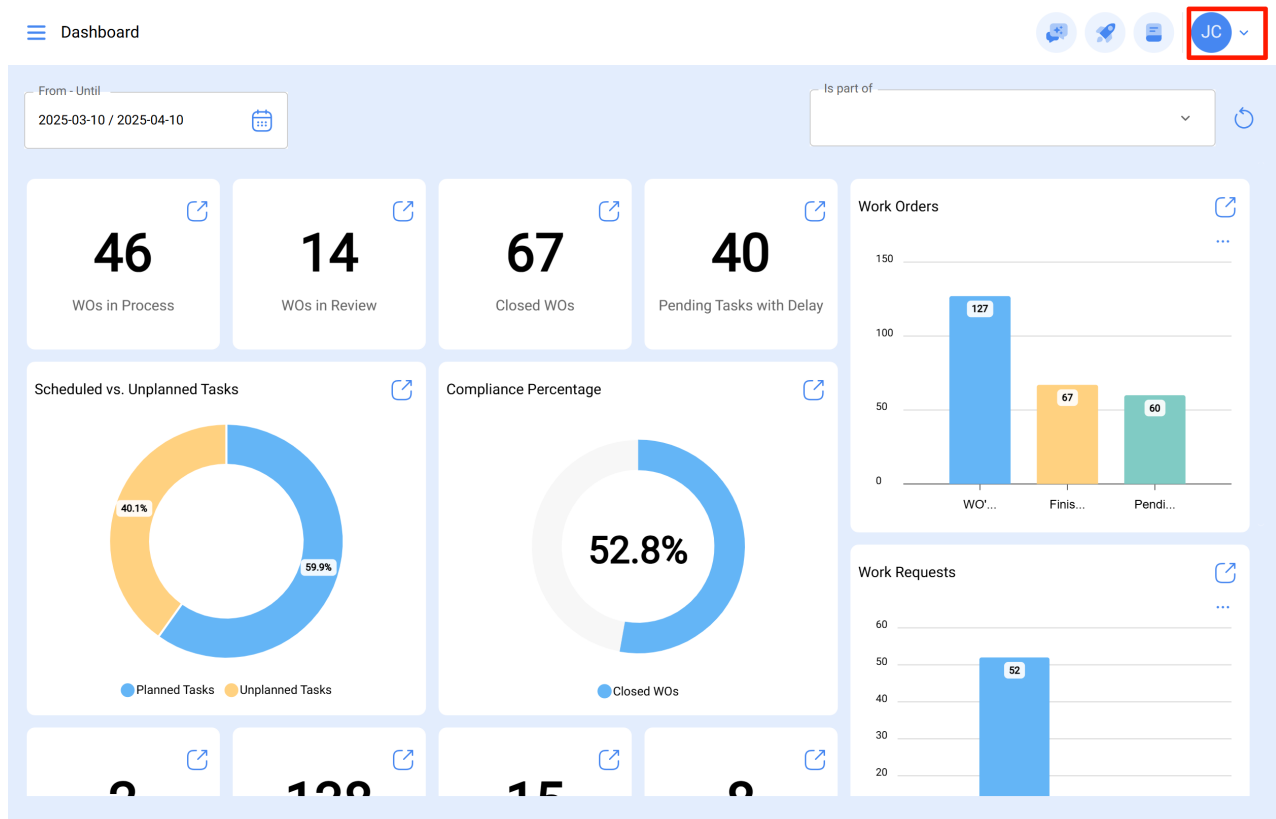 Dashboard
JC
From - Until
2025-03-10 / 2025-04-10
Is part of
46
WOs in Process
14
WOs in Review
67
Closed WOs
40
Pending Tasks with Delay
Work Orders
...
150
100
50
0
127
67
60
WO'...
Finis...
Pendi...
Scheduled vs. Unplanned Tasks
40.1%
59.9%
Planned Tasks
Unplanned Tasks
Compliance Percentage
52.8%
Closed WOs
Work Requests
...
60
50
40
30
20
52